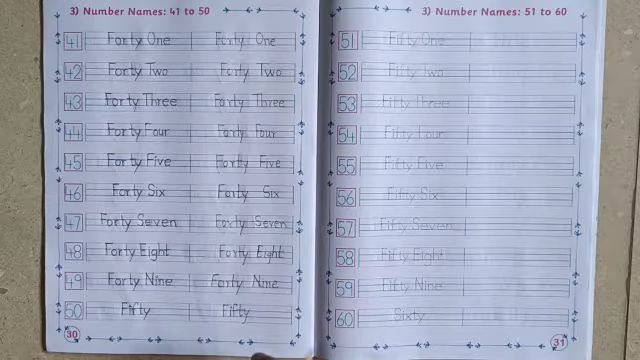 3) Number Names: 41 to 50
41 Forty One Forty One
42 Forty Two Forty Two
43 Forty Three Forty Three
44 Forty Four Forty Four
45 Forty Five Forty Five
46 Forty Six Forty Six
47 Forty Seven Forty Seven
48 Forty Eight Forty Eight
49 Forty Nine Forty Nine
50 Fifty Fifty
30
3) Number Names: 51 to 60
51 Fifty One
52 Fifty Two
53 Fifty Three
54 Fifty Four
55 Fifty Five
56 Fifty Six
57 Fifty Seven
58 Fifty Eight
59 Fifty Nine
60 Sixty
31